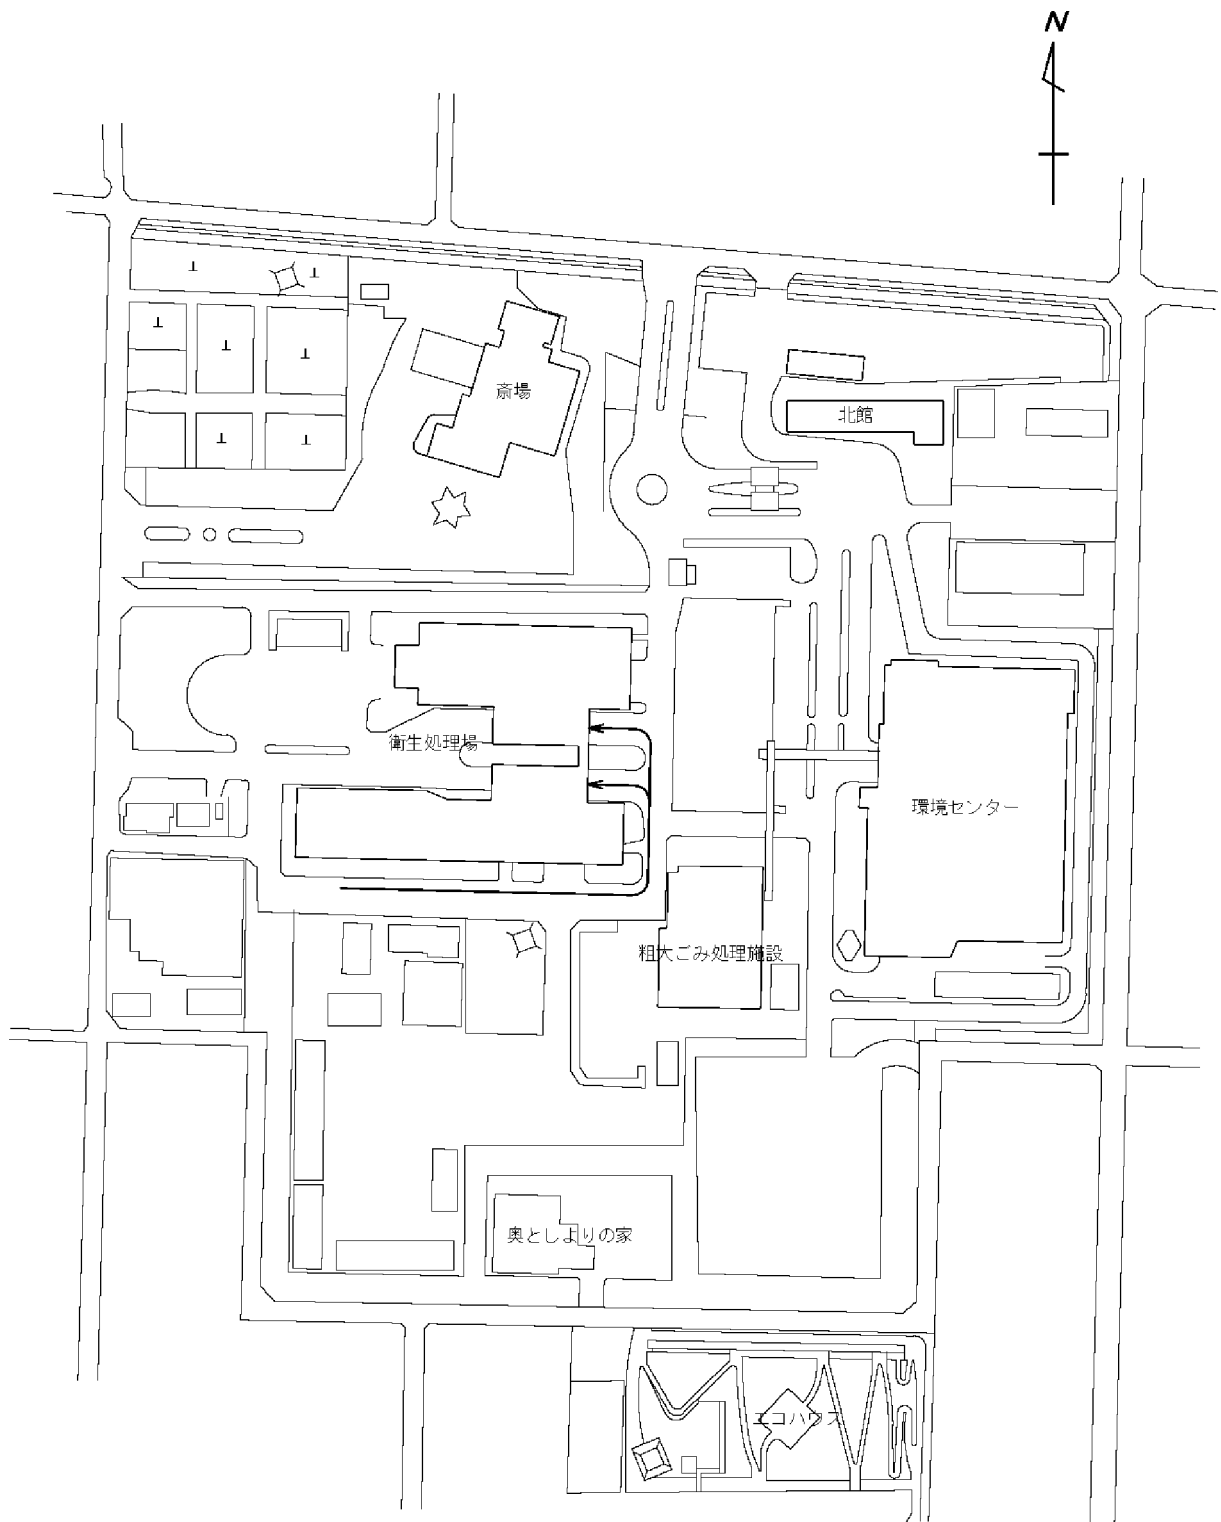 N
斎場
北館
衛生処理場
環境センター
粗大ごみ処理施設
奥としよりの家
エコハウス